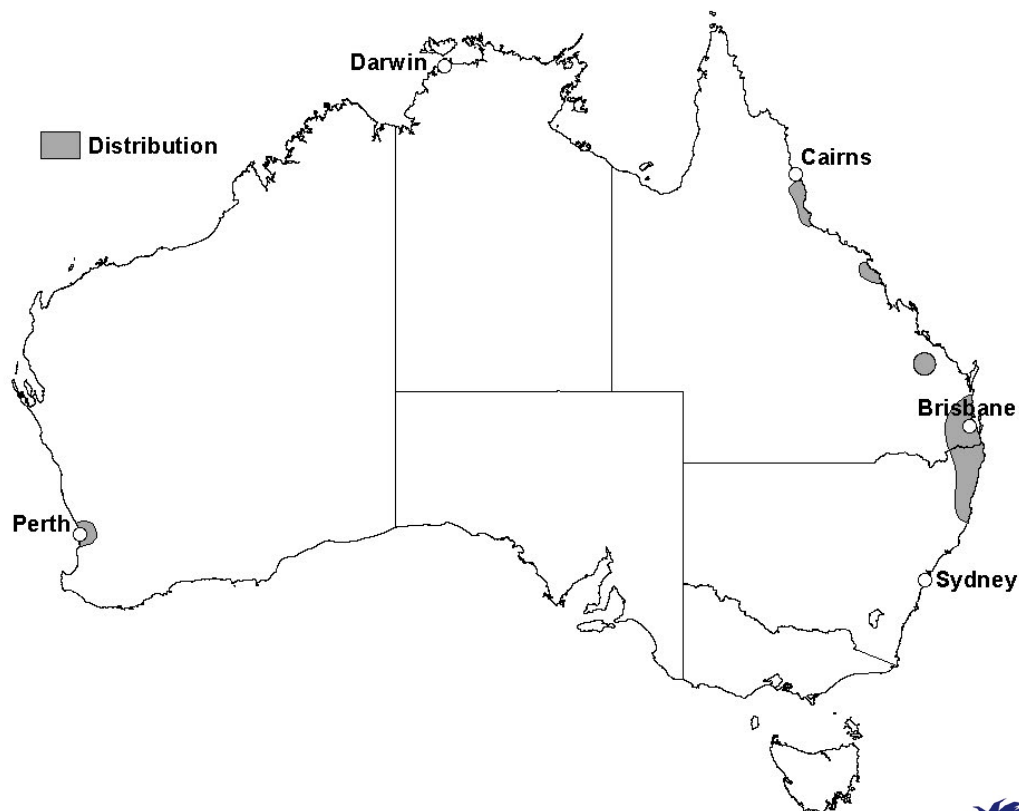 Darwin
Distribution
Cairns
Brisbane
Perth
Sydney